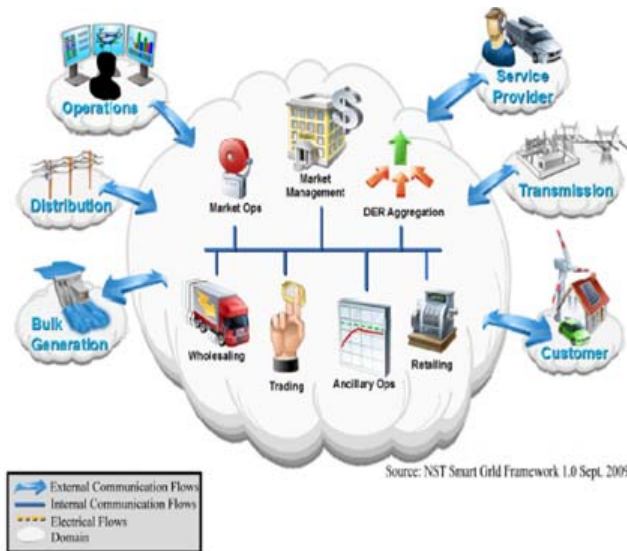 Operations
Service
Provider
Market
Management
Market Ops
DER Aggregation
Distribution
Transmission
Bulk
Generation
Wholesaling
Trading
Ancillary Ops
Retailing
Customer
Source: NST Smart Grid Framework 1.0 Sept. 2009
External Communication Flows
Internal Communication Flows
Electrical Flows
Domain